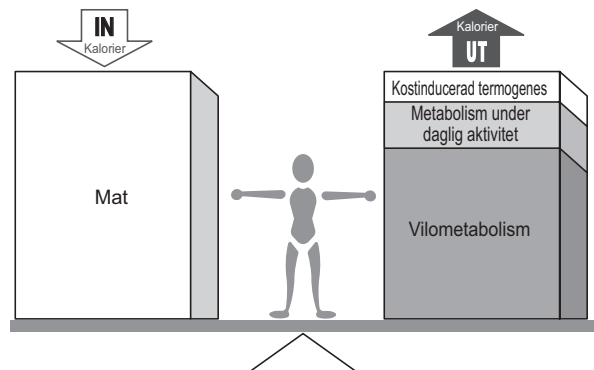 IN
Kalorier
Mat
Kalorier
UT
Kostinducerad termogenes
Metabolism under
daglig aktivitet
Vilometabolism